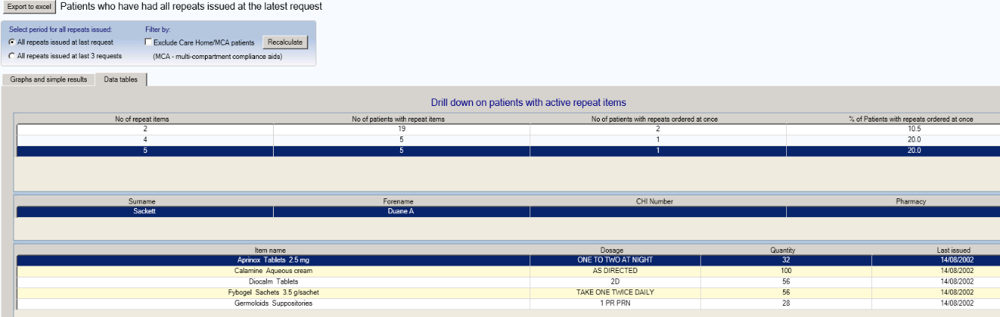 Export to excel Patients who have had all repeats issued at the latest request
Select period for all repeats issued: Filter by:
All repeats issued at last request Exclude Care Home/MCA patients Recalculate
All repeats issued at last 3 requests (MCA - multi-compartment compliance aids)
Graphs and simple results Data tables
Drill down on patients with active repeat items
No of repeat items No of patients with repeat items No of patients with repeats ordered at once % of Patients with repeats ordered at once
2 19 2 10.5
4 5 1 20.0
5 5 1 20.0
Surname Forename CHI Number Pharmacy
Sackett Duane A
Item name Dosage Quantity Last issued
Aprinox Tablets 2.5 mg ONE TO TWO AT NIGHT 32 14/08/2002
Calamine Aqueous cream AS DIRECTED 100 14/08/2002
Diocalm Tablets 2D 56 14/08/2002
Fybogel Sachets 3.5 g/sachet TAKE ONE TWICE DAILY 56 14/08/2002
Germoloids Suppositories 1 PR PRN 28 14/08/2002